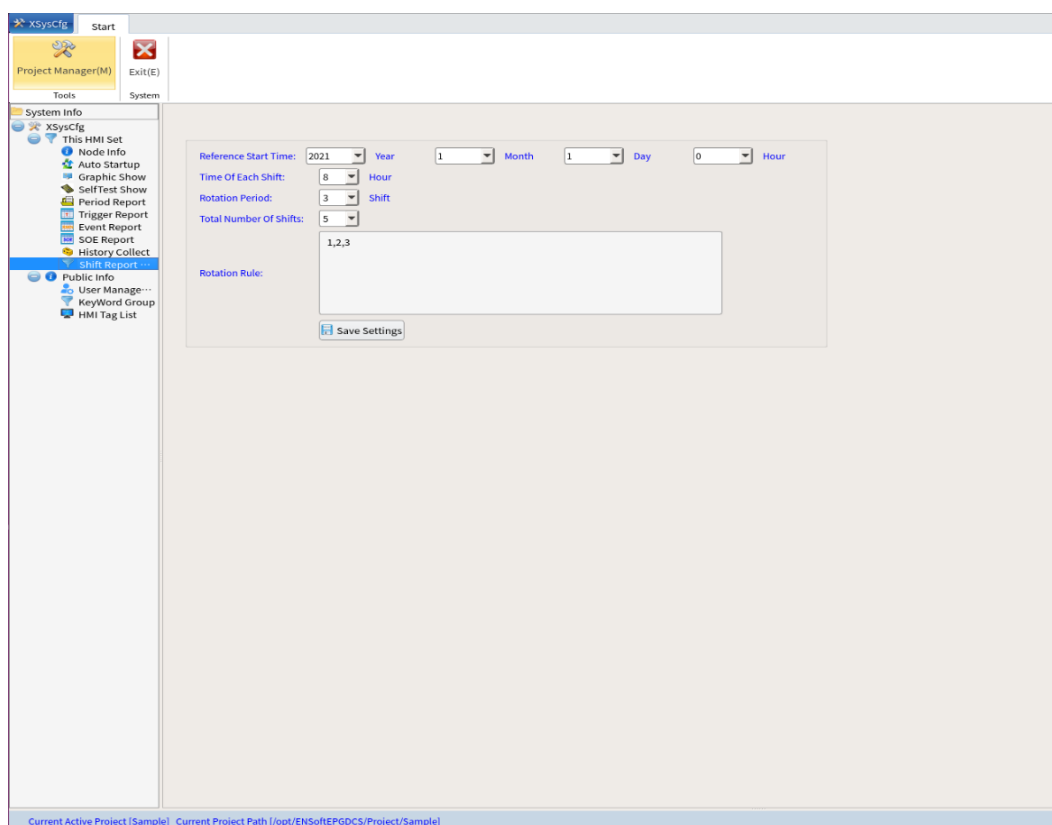 XSysCfg Start
Project Manager(M) Exit(E)
Tools System
System Info
XSysCfg
This HMI Set
Node Info
Auto Startup
Graphic Show
SelfTest Show
Period Report
Trigger Report
Event Report
SOE Report
History Collect
Shift Report ···
Public Info
User Manage···
KeyWord Group
HMI Tag List
Reference Start Time: 2021 Year 1 Month 1 Day 0 Hour
Time Of Each Shift: 8 Hour
Rotation Period: 3 Shift
Total Number Of Shifts: 5
1,2,3
Rotation Rule:
Save Settings
Current Active Project [Sample] Current Project Path [/opt/ENSoftEPGDCS/Project/Sample]